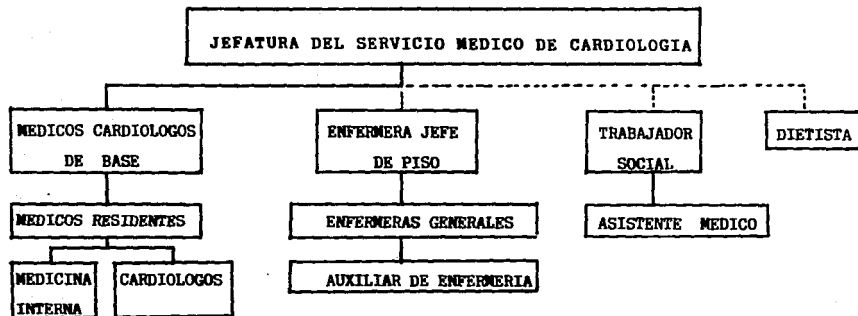 JEFATURA DEL SERVICIO MEDICO DE CARDIOLOGIA
MEDICOS CARDIOLOGOS
DE BASE
ENFERMERA JEFE
DE PISO
TRABAJADOR
SOCIAL
DIETISTA
MEDICOS RESIDENTES
ENFERMERAS GENERALES
ASISTENTE MEDICO
MEDICINA
INTERNA
CARDIOLOGOS
AUXILIAR DE ENFERMERIA